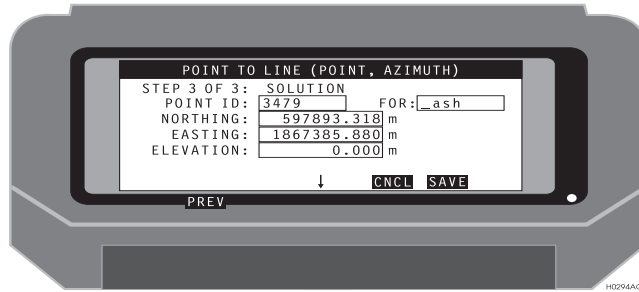 POINT TO LINE (POINT, AZIMUTH)
STEP 3 OF 3: SOLUTION
POINT ID: 3479 FOR: _ash
NORTHING: 597893.318 m
EASTING: 1867385.880 m
ELEVATION: 0.000 m
↓ CNCL SAVE
PREV